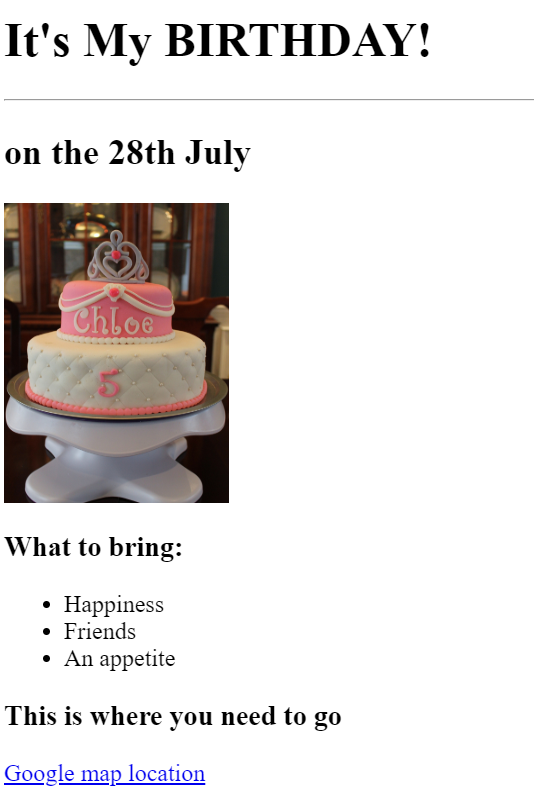 It's My BIRTHDAY!
on the 28th July
Chloe
5
What to bring:
Happiness
Friends
An appetite
This is where you need to go
Google map location